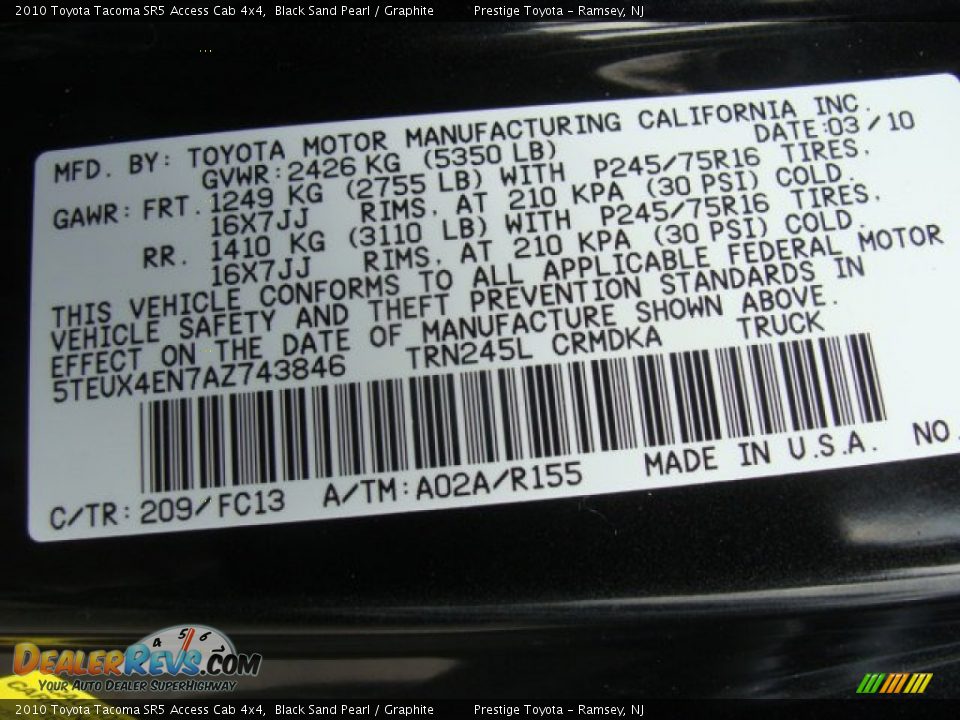 2010 Toyota Tacoma SR5 Access Cab 4x4, Black Sand Pearl / Graphite Prestige Toyota - Ramsey, NJ
MFD. BY: TOYOTA MOTOR MANUFACTURING CALIFORNIA INC.
GVWR:2426 KG (5350 LB) DATE:03/10
GAWR: FRT. 1249 KG (2755 LB) WITH P245/75R16 TIRES.
16X7JJ RIMS, AT 210 KPA (30 PSI) COLD.
RR. 1410 KG (3110 LB) WITH P245/75R16 TIRES.
16X7JJ RIMS, AT 210 KPA (30 PSI) COLD.
THIS VEHICLE CONFORMS TO ALL APPLICABLE FEDERAL MOTOR
VEHICLE SAFETY AND THEFT PREVENTION STANDARDS IN
EFFECT ON THE DATE OF MANUFACTURE SHOWN ABOVE.
5TEUX4EN7AZ743846 TRN245L CRMDKA TRUCK
C/TR: 209/FC13 A/TM:A02A/R155 MADE IN U.S.A. NO.
4 5 6
DEALERREVS.COM
YOUR AUTO DEALER SUPERHIGHWAY
2010 Toyota Tacoma SR5 Access Cab 4x4, Black Sand Pearl / Graphite Prestige Toyota - Ramsey, NJ